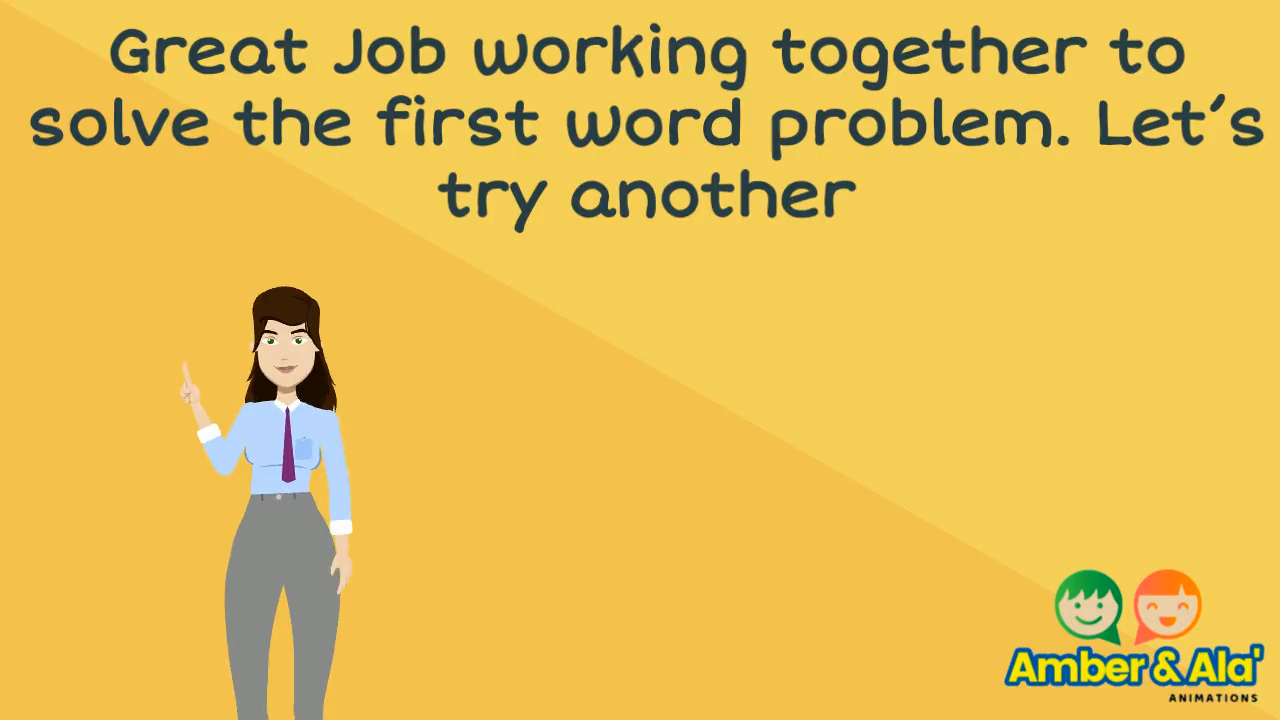 Great Job working together to
solve the first word problem. Let's
try another
Amber & Ala'
ANIMATIONS